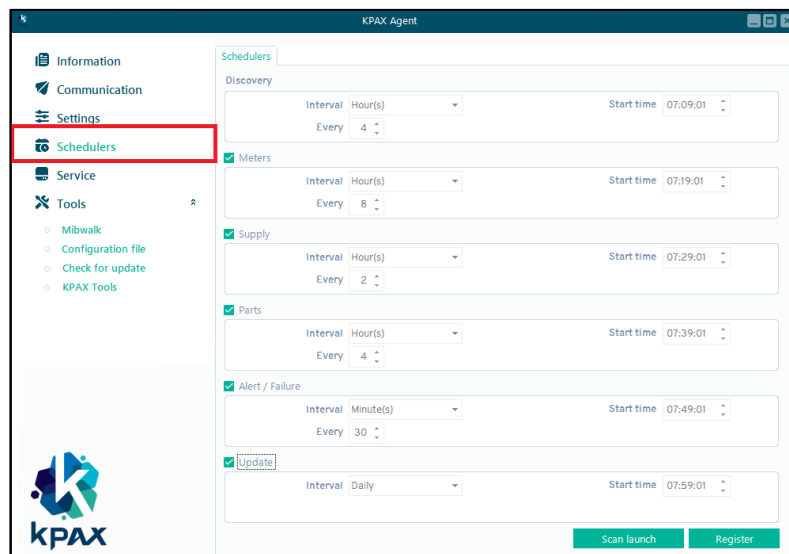 KPAX Agent
Information
Communication
Settings
Schedulers
Service
Tools
Mibwalk
Configuration file
Check for update
KPAX Tools
kpax
Schedulers
Discovery
Interval Hour(s) Start time 07:09:01
Every 4
Meters
Interval Hour(s) Start time 07:19:01
Every 8
Supply
Interval Hour(s) Start time 07:29:01
Every 2
Parts
Interval Hour(s) Start time 07:39:01
Every 4
Alert / Failure
Interval Minute(s) Start time 07:49:01
Every 30
Update
Interval Daily Start time 07:59:01
Scan launch Register